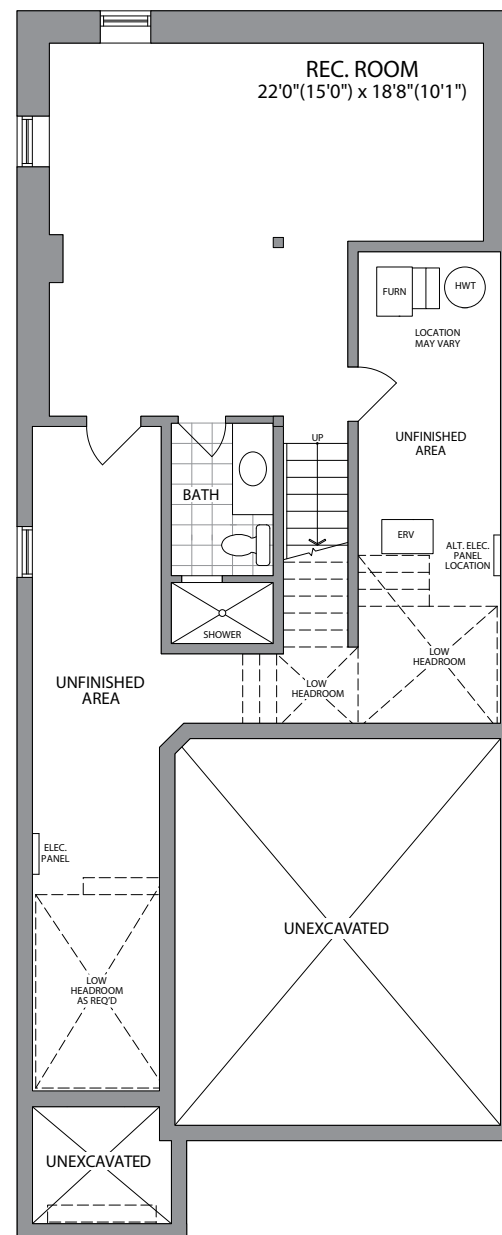 REC. ROOM
22'0"(15'0") x 18'8"(10'1")
FURN
HWT
LOCATION
MAY VARY
UP
UNFINISHED
AREA
BATH
ERV
ALT. ELEC.
PANEL
LOCATION
SHOWER
LOW
HEADROOM
LOW
HEADROOM
UNFINISHED
AREA
ELEC.
PANEL
UNEXCAVATED
LOW
HEADROOM
AS REQ'D
UNEXCAVATED